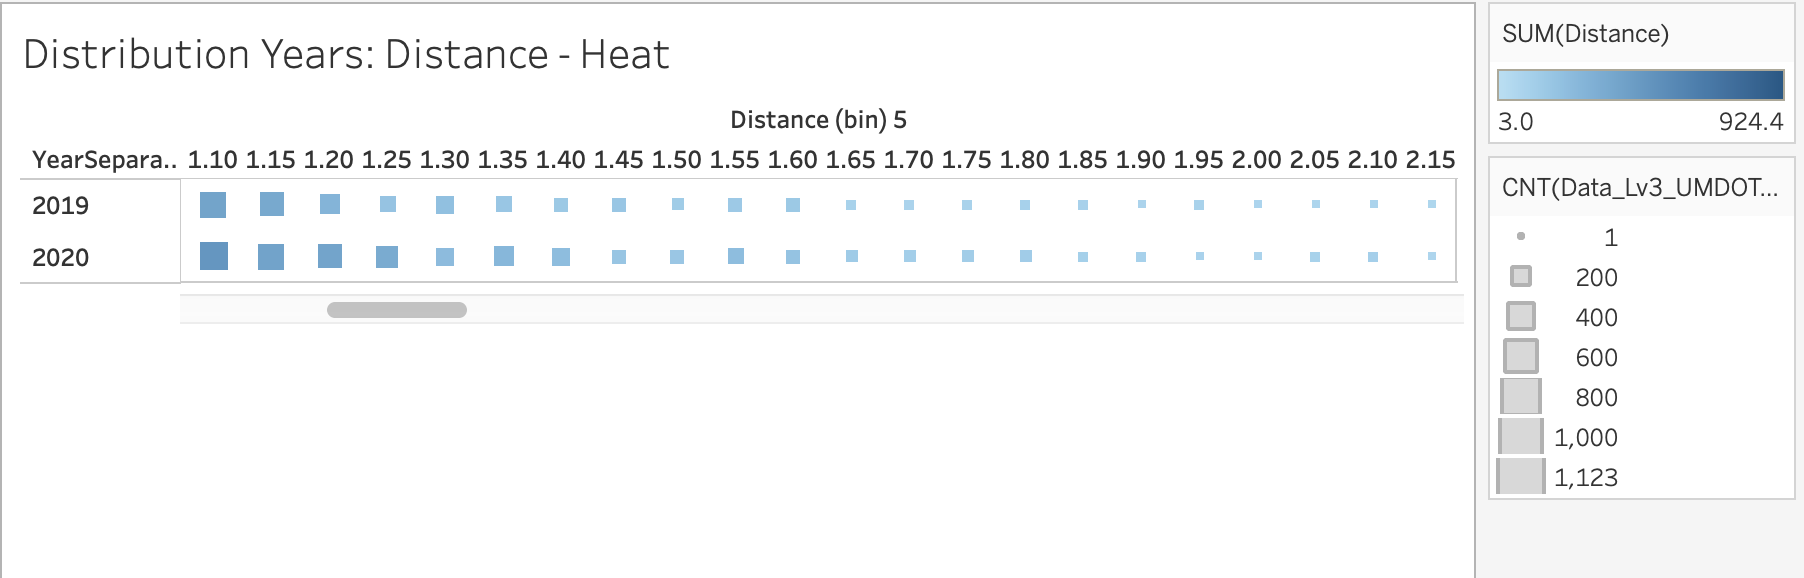 Distribution Years: Distance - Heat
Distance (bin) 5
YearSepara.. 1.10 1.15 1.20 1.25 1.30 1.35 1.40 1.45 1.50 1.55 1.60 1.65 1.70 1.75 1.80 1.85 1.90 1.95 2.00 2.05 2.10 2.15
2019
2020
SUM(Distance)
3.0 924.4
CNT(Data_Lv3_UMDOT...
1
200
400
600
800
1,000
1,123